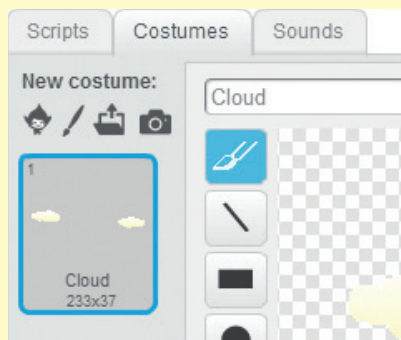 Scripts Costumes Sounds
New costume:
Cloud
1
Cloud
233x37